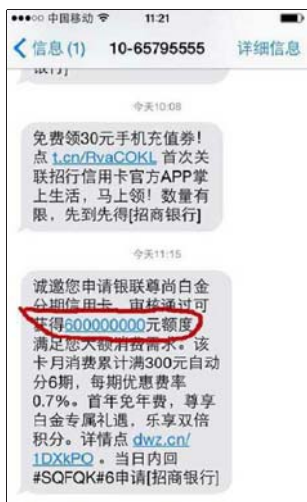 中国移动 11:21
信息 (1) 10-65795555 详细信息
银行]
今天10:08
免费领30元手机充值券！
点 t.cn/RvaCOKL 首次关
联招行信用卡官方APP掌
上生活，马上领！数量有
限，先到先得[招商银行]
今天11:15
诚邀您申请银联尊尚白金
分期信用卡，审核通过可
获得600000000元额度，
满足您大额消费需求。该
卡月消费累计满300元自动
分6期，每期优惠费率
0.7%。首年免年费，尊享
白金专属礼遇，乐享双倍
积分。详情点 dwz.cn/
1DXkPO 。当日内回
#SQFQK#6申请[招商银行]